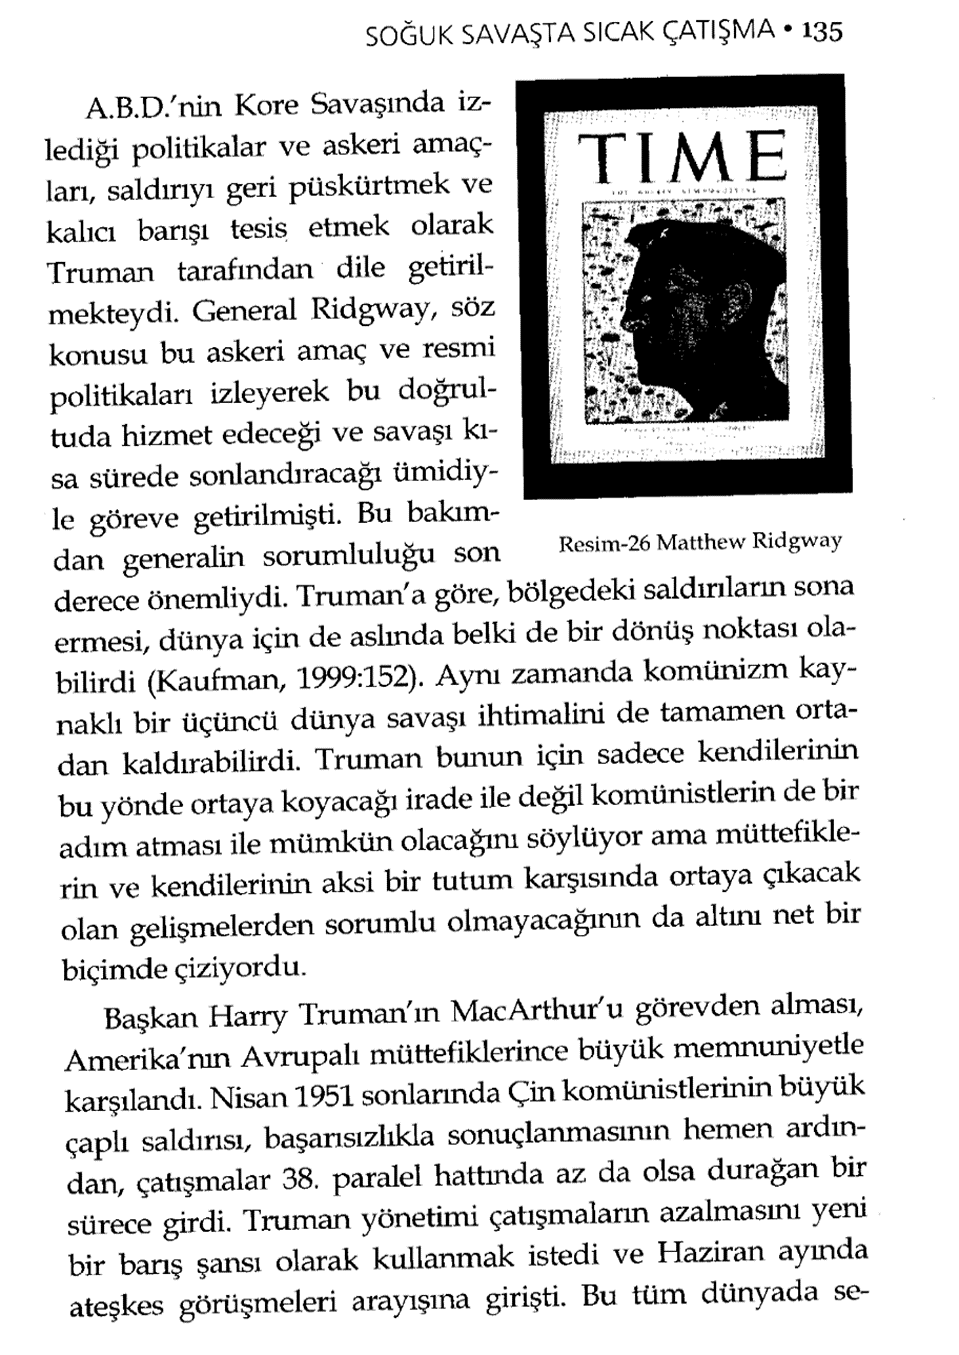 SOĞUK SAVAŞTA SICAK ÇATIŞMA • 135
A.B.D.'nin Kore Savaşında iz-
lediği politikalar ve askeri amaç-
ları, saldırıyı geri püskürtmek ve
kalıcı barışı tesis etmek olarak
Truman tarafından dile getiril-
mekteydi. General Ridgway, söz
konusu bu askeri amaç ve resmi
politikaları izleyerek bu doğrul-
tuda hizmet edeceği ve savaşı kı-
sa sürede sonlandıracağı ümidiy-
le göreve getirilmişti. Bu bakım-
dan generalin sorumluluğu son
TIME
Resim-26 Matthew Ridgway
derece önemliydi. Truman'a göre, bölgedeki saldırıların sona
ermesi, dünya için de aslında belki de bir dönüş noktası ola-
bilirdi (Kaufman, 1999:152). Aynı zamanda komünizm kay-
naklı bir üçüncü dünya savaşı ihtimalini de tamamen orta-
dan kaldırabilirdi. Truman bunun için sadece kendilerinin
bu yönde ortaya koyacağı irade ile değil komünistlerin de bir
adım atması ile mümkün olacağını söylüyor ama müttefikle-
rin ve kendilerinin aksi bir tutum karşısında ortaya çıkacak
olan gelişmelerden sorumlu olmayacağının da altını net bir
biçimde çiziyordu.
Başkan Harry Truman'ın MacArthur'u görevden alması,
Amerika'nın Avrupalı müttefiklerince büyük memnuniyetle
karşılandı. Nisan 1951 sonlarında Çin komünistlerinin büyük
çaplı saldırısı, başarısızlıkla sonuçlanmasının hemen ardın-
dan, çatışmalar 38. paralel hattında az da olsa durağan bir
sürece girdi. Truman yönetimi çatışmaların azalmasını yeni
bir barış şansı olarak kullanmak istedi ve Haziran ayında
ateşkes görüşmeleri arayışına girişti. Bu tüm dünyada se-